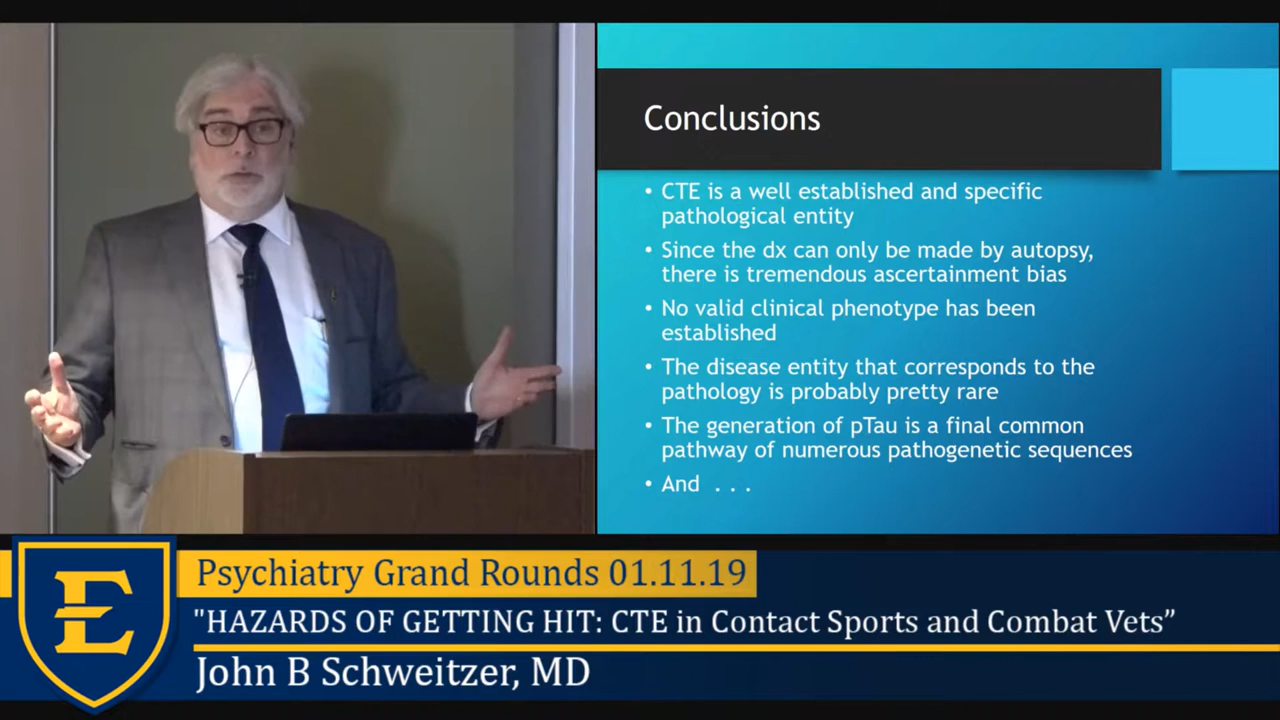 Conclusions
• CTE is a well established and specific
pathological entity
• Since the dx can only be made by autopsy,
there is tremendous ascertainment bias
• No valid clinical phenotype has been
established
• The disease entity that corresponds to the
pathology is probably pretty rare
• The generation of pTau is a final common
pathway of numerous pathogenetic sequences
• And . . .
E
Psychiatry Grand Rounds 01.11.19
"HAZARDS OF GETTING HIT: CTE in Contact Sports and Combat Vets”
John B Schweitzer, MD